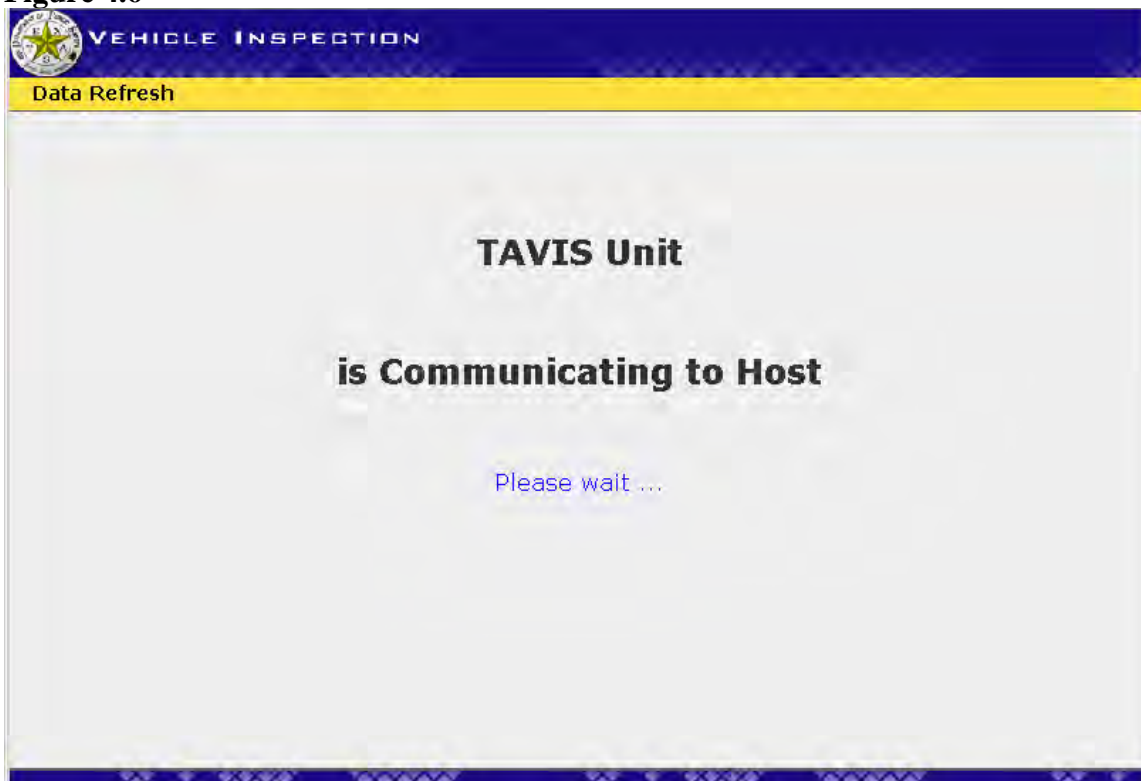 VEHICLE INSPECTION
Data Refresh
TAVIS Unit
is Communicating to Host
Please wait ...